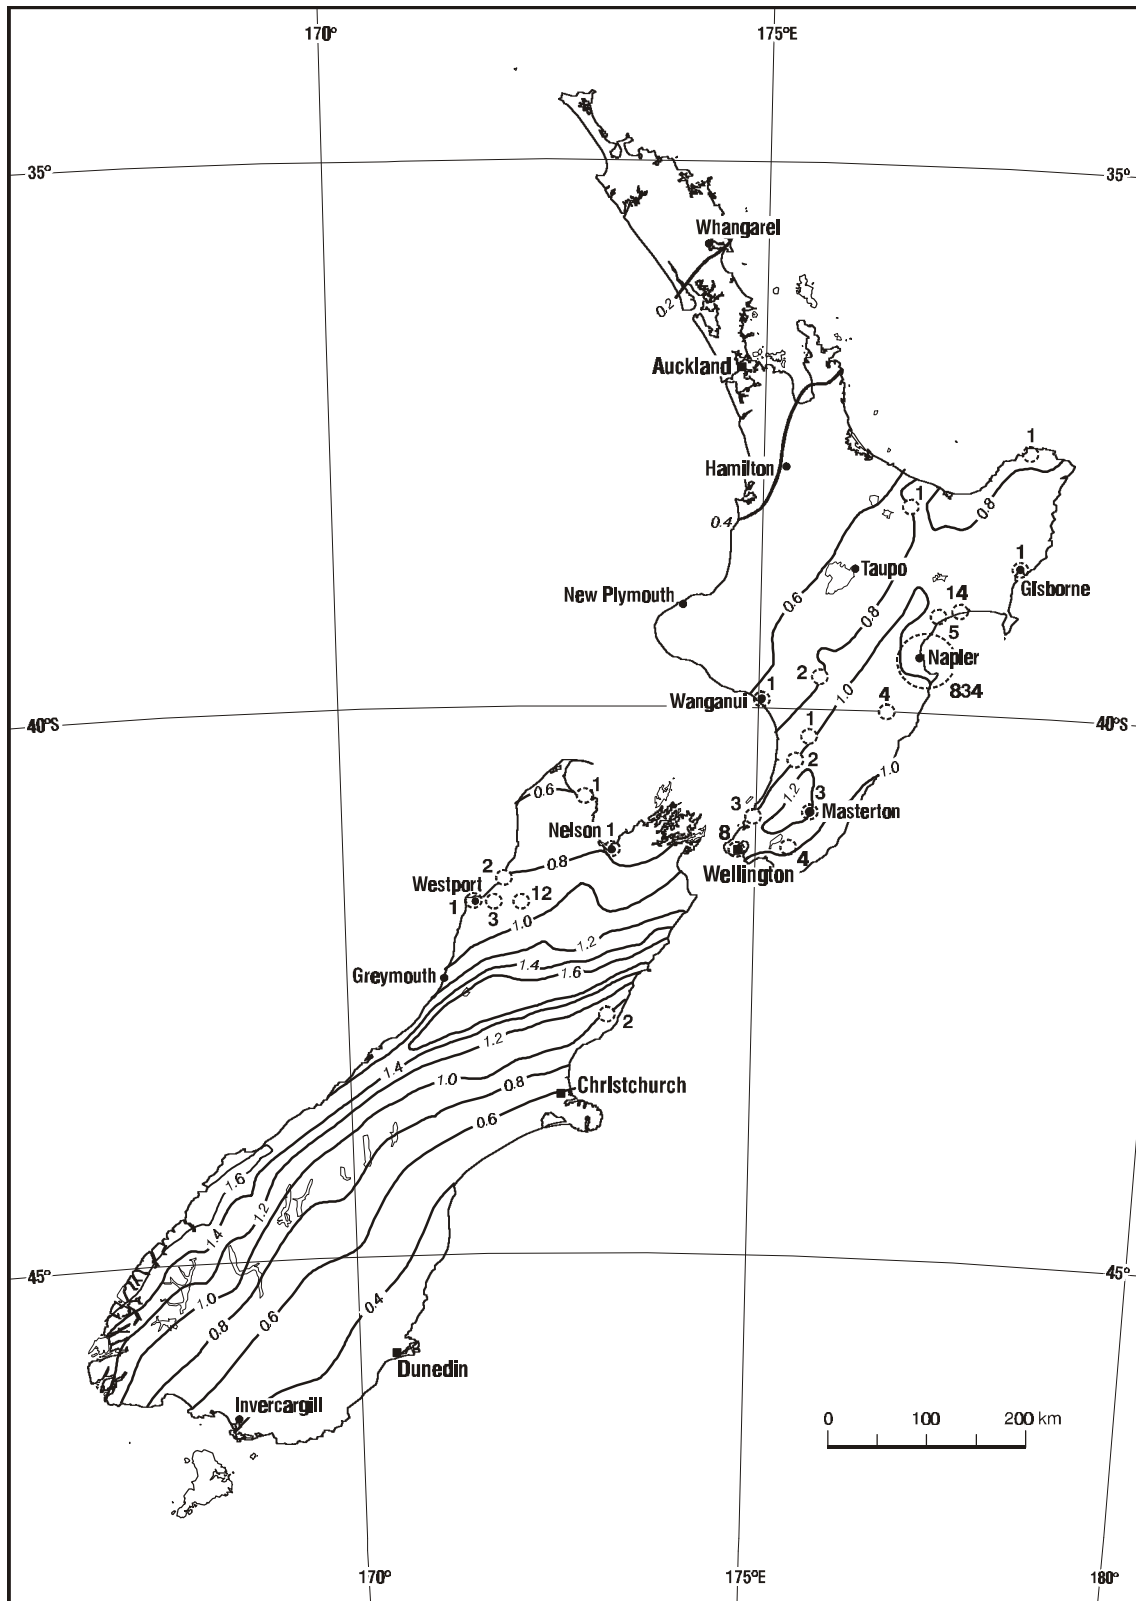 170° 175°E
35° 35°
Whangarel
0.2
Auckland
1
Hamilton
1
0.8
0.4
Taupo 1
Gisborne
New Plymouth
0.6 0.8 14
5
Napler
2 1.0 834
1
Wanganui 4
40°S 40°S
1
2 1.0
0.6 1 1.2 3
3 Masterton
Nelson 1 8
4
Wellington
2 0.8
Westport 12
1 3
1.0
1.2
1.4
Greymouth 1.6
2
1.2
1.4
1.0 0.8 Christchurch
0.6
1.6
1.2
1.4
45° 45°
1.0 0.4
0.8 0.6
Dunedin
Invercargill
0 100 200 km
170° 175°E 180°